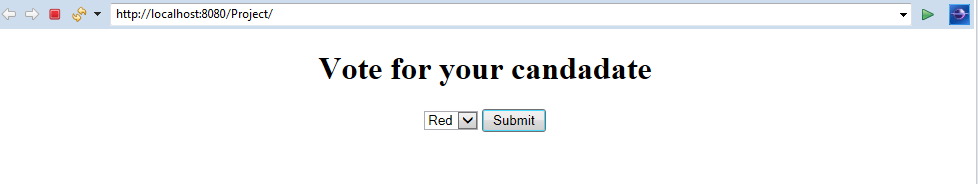 http://localhost:8080/Project/
Vote for your candadate
Red Submit